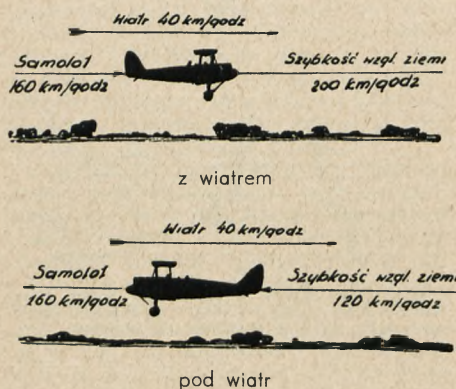 Wiatr 40 km/godz
Samolot
160 km/godz
Szybkość wzgl. ziemi
200 km/godz
z wiatrem
Wiatr 40 km/godz
Samolot
160 km/godz
Szybkość wzgl. ziemi
120 km/godz
pod wiatr